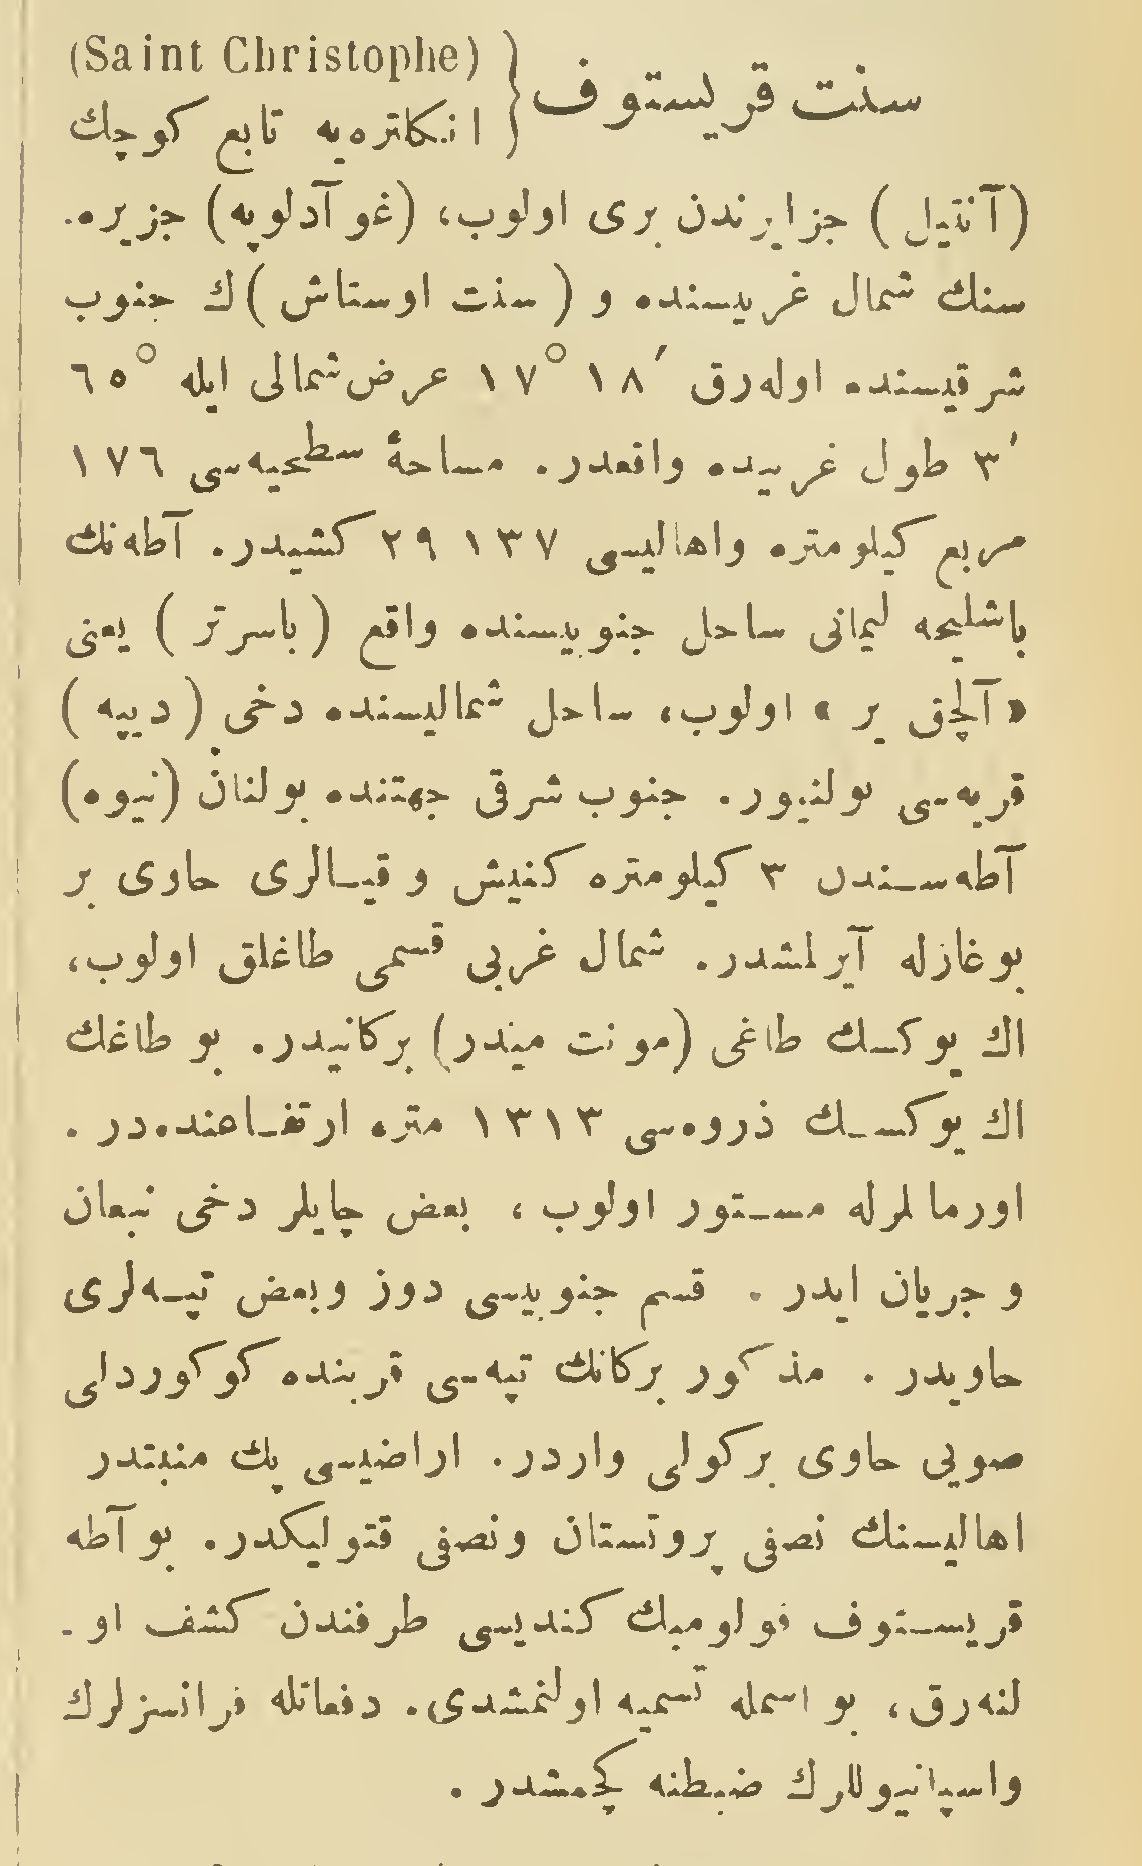 سنت قریستوف { (Saint Christophe)
انکلتره‌یه تابع کوچك
(آنتیل) جزایرندن بری اولوب، (غوآدلوپه) جزیره‌-
سنك شمال غربیسنده و (سنت اوستاش)ك جنوب
شرقیسنده اوله‌رق ′۱۸ °۱۷ عرض شمالی ایله °٦٥
′۳ طول غربیده واقعدر. مساحهٔ سطحیه‌سی ۱۷٦
مربع کیلومتره واهالیسی ۲۹۱۳۷ کشیدر. آطه‌نك
باشلیجه لیمانی ساحل جنوبیسنده واقع (باسرتر) یعنی
«آلچق یر» اولوب، ساحل شمالیسنده دخی (دیپه)
قریه‌سی بولنیور. جنوب شرقی جهتنده بولنان (نیوه)
آطه‌سندن ۳ کیلومتره کنیش و قیالری حاوی بر
بوغازله آیرلمشدر. شمال غربی قسمی طاغلق اولوب،
اك یوکسك طاغی (مونت میندر) برکانیدر. بو طاغك
اك یوکسك ذروه‌سی ۱۳۱۳ متره ارتفاعنده‌در.
اورمانلرله مستور اولوب، بعض چایلر دخی نبعان
و جریان ایدر. قسم جنوبیسی دوز وبعض تپه‌لری
حاویدر. مذکور برکانك تپه‌سی قربنده کوکوردلی
صویی حاوی برکولی واردر. اراضیسی پك منبتدر
اهالیسنك نصفی پروتستان ونصفی قتولیکدر. بو آطه
قریستوف قولومبك کندیسی طرفندن کشف او-
لنه‌رق، بو اسمله تسمیه اولنمشدی. دفعاتله فرانسزلرك
واسپانیوللرك ضبطنه کچمشدر.